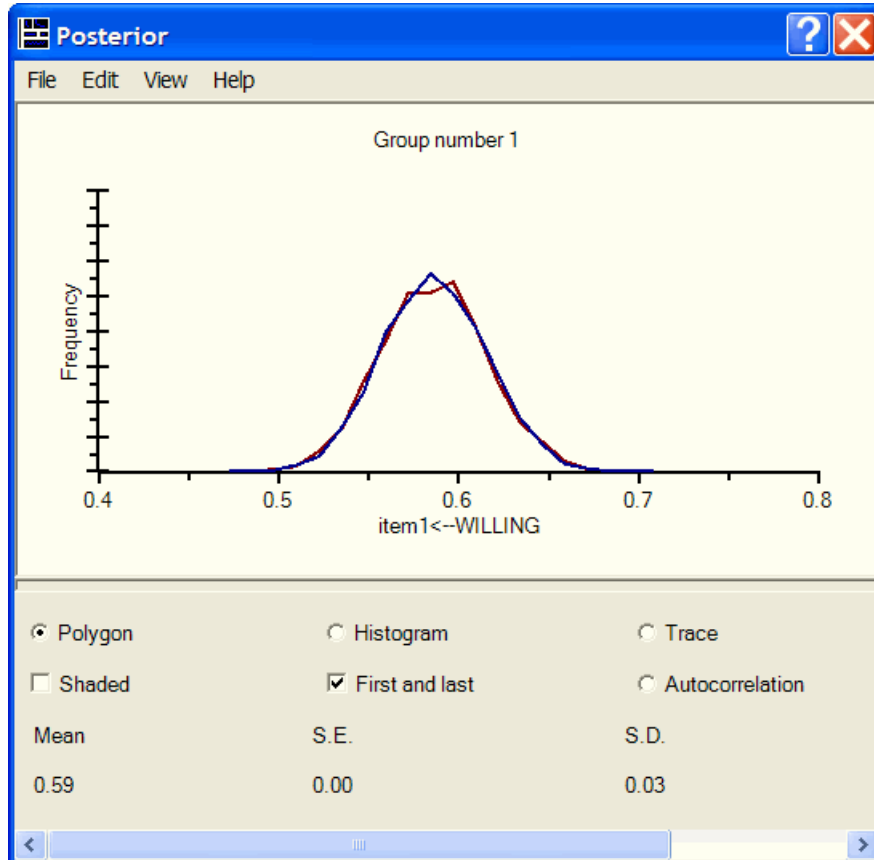 Posterior
File Edit View Help
Group number 1
Frequency
0.4 0.5 0.6 0.7 0.8
item1<--WILLING
Polygon Histogram Trace
Shaded First and last Autocorrelation
Mean S.E. S.D.
0.59 0.00 0.03